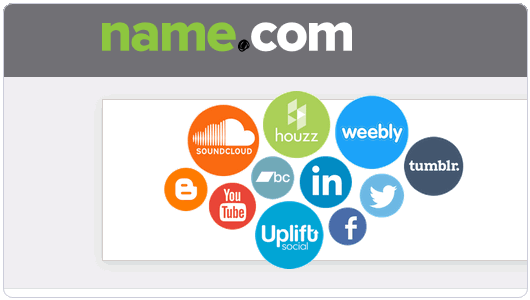 name.com
SOUNDCLOUD
houzz
weebly
tumblr.
bc
in
You
Tube
Uplift
social
f